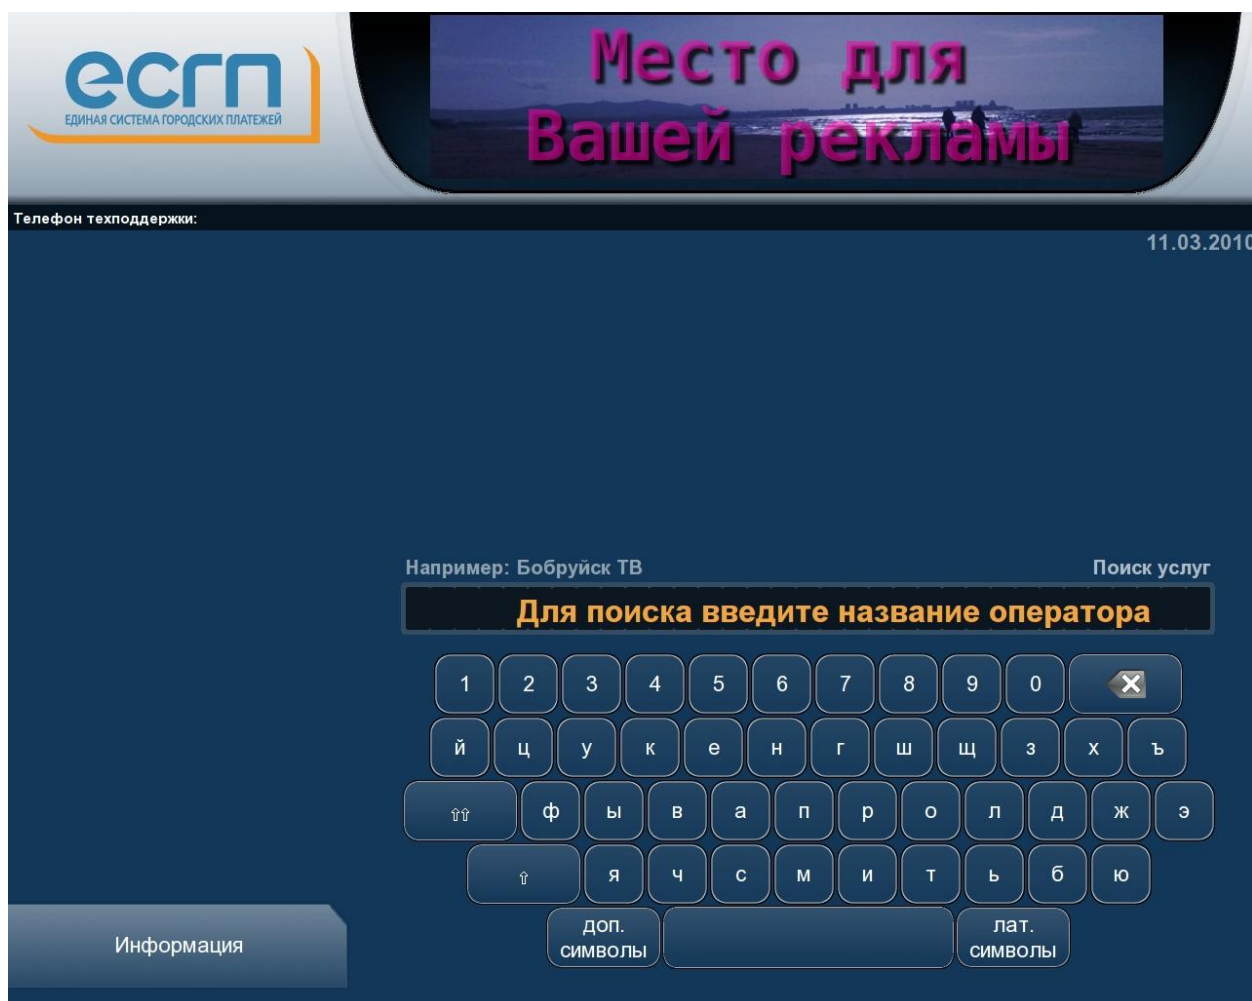 есгп
ЕДИНАЯ СИСТЕМА ГОРОДСКИХ ПЛАТЕЖЕЙ
Место для
Вашей рекламы
Телефон техподдержки:
11.03.2010
Например: Бобруйск ТВ
Поиск услуг
Для поиска введите название оператора
1 2 3 4 5 6 7 8 9 0
й ц у к е н г ш щ з х ъ
⇧⇧ ф ы в а п р о л д ж э
⇧ я ч с м и т ь б ю
доп.
символы
лат.
символы
Информация